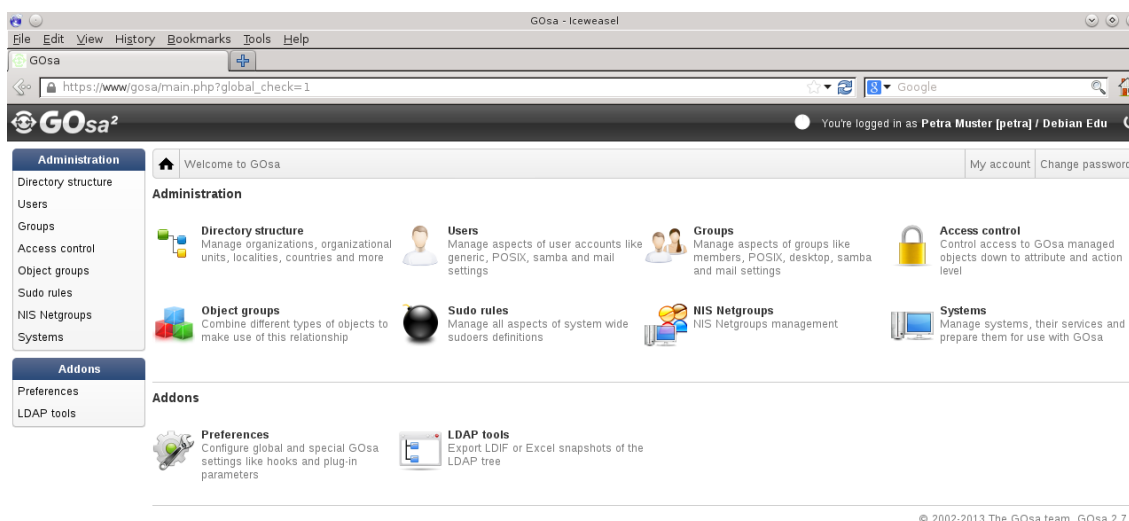 GOsa - Iceweasel
File Edit View History Bookmarks Tools Help
GOsa
https://www/gosa/main.php?global_check=1
Google
GOsa²
You're logged in as Petra Muster [petra] / Debian Edu
Administration
Directory structure
Users
Groups
Access control
Object groups
Sudo rules
NIS Netgroups
Systems
Addons
Preferences
LDAP tools
Welcome to GOsa
My account
Change password
Administration
Directory structure
Manage organizations, organizational
units, localities, countries and more
Users
Manage aspects of user accounts like
generic, POSIX, samba and mail
settings
Groups
Manage aspects of groups like
members, POSIX, desktop, samba
and mail settings
Access control
Control access to GOsa managed
objects down to attribute and action
level
Object groups
Combine different types of objects to
make use of this relationship
Sudo rules
Manage all aspects of system wide
sudoers definitions
NIS Netgroups
NIS Netgroups management
Systems
Manage systems, their services and
prepare them for use with GOsa
Addons
Preferences
Configure global and special GOsa
settings like hooks and plug-in
parameters
LDAP tools
Export LDIF or Excel snapshots of the
LDAP tree
© 2002-2013 The GOsa team, GOsa 2.7